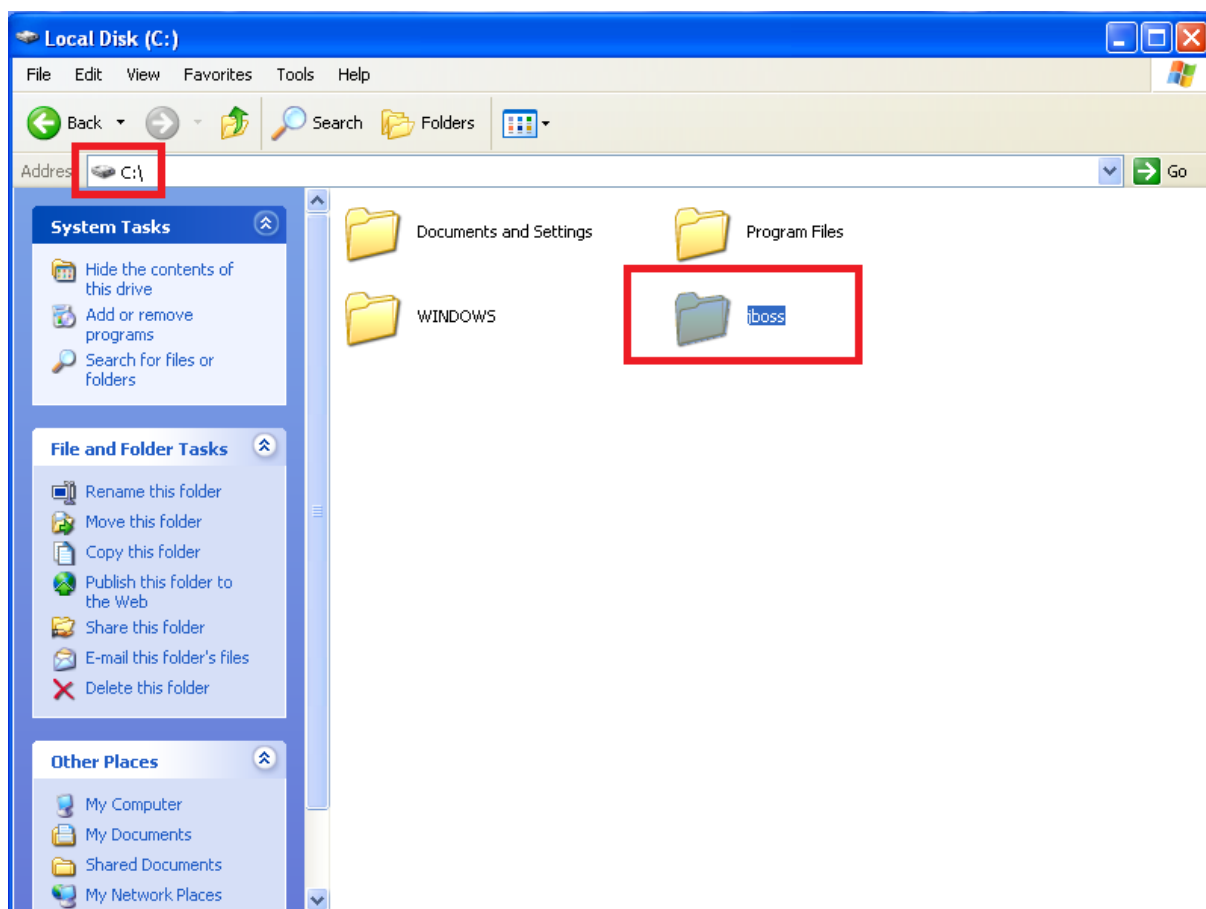 Local Disk (C:)
File Edit View Favorites Tools Help
Back Search Folders
Addres C:\ Go
System Tasks
Hide the contents of
this drive
Add or remove
programs
Search for files or
folders
File and Folder Tasks
Rename this folder
Move this folder
Copy this folder
Publish this folder to
the Web
Share this folder
E-mail this folder's files
Delete this folder
Other Places
My Computer
My Documents
Shared Documents
My Network Places
Documents and Settings Program Files
WINDOWS jboss